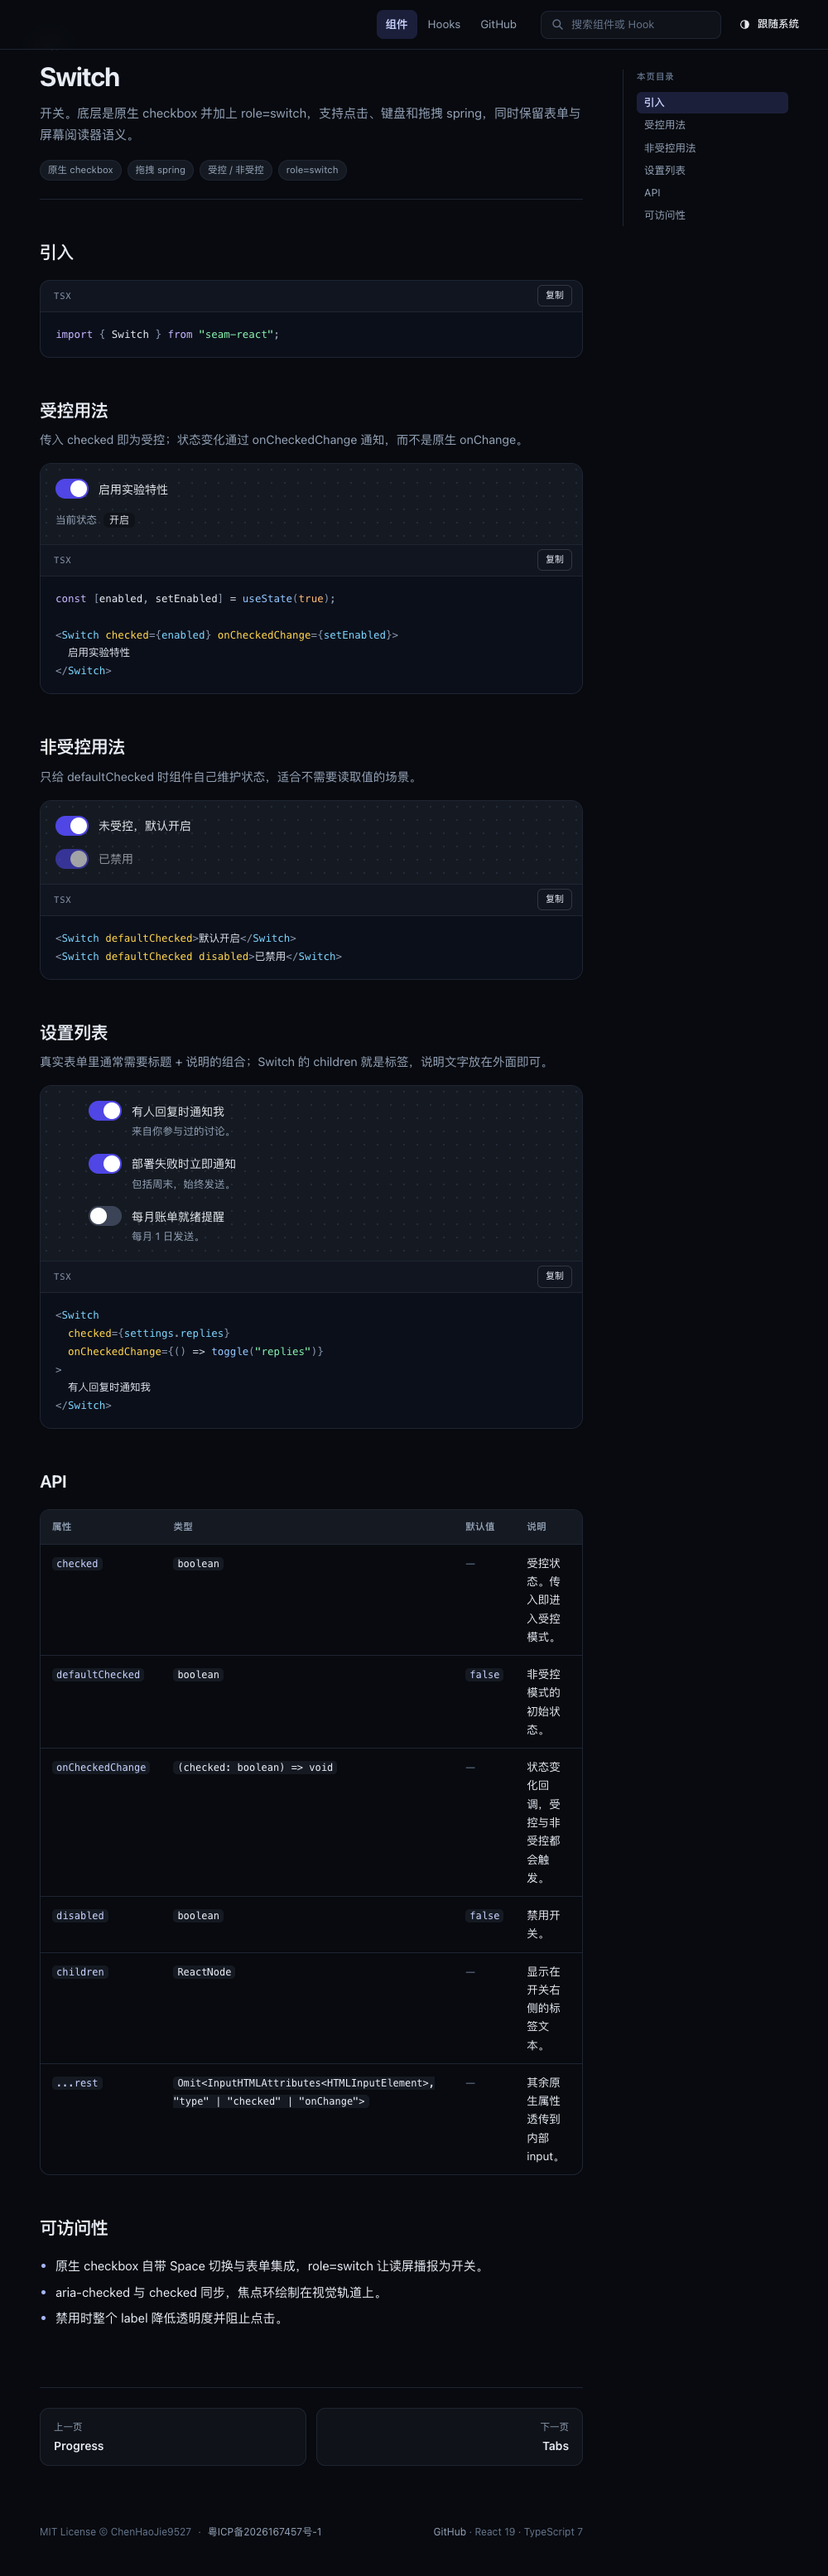 组件 Hooks GitHub 搜索组件或 Hook 跟随系统
Switch
开关。底层是原生 checkbox 并加上 role=switch，支持点击、键盘和拖拽 spring，同时保留表单与
屏幕阅读器语义。
原生 checkbox 拖拽 spring 受控 / 非受控 role=switch
本页目录
引入
受控用法
非受控用法
设置列表
API
可访问性
引入
TSX 复制
import { Switch } from "seam-react";
受控用法
传入 checked 即为受控；状态变化通过 onCheckedChange 通知，而不是原生 onChange。
启用实验特性
当前状态 开启
TSX 复制
const [enabled, setEnabled] = useState(true);
<Switch checked={enabled} onCheckedChange={setEnabled}>
启用实验特性
</Switch>
非受控用法
只给 defaultChecked 时组件自己维护状态，适合不需要读取值的场景。
未受控，默认开启
已禁用
TSX 复制
<Switch defaultChecked>默认开启</Switch>
<Switch defaultChecked disabled>已禁用</Switch>
设置列表
真实表单里通常需要标题 + 说明的组合；Switch 的 children 就是标签，说明文字放在外面即可。
有人回复时通知我
来自你参与过的讨论。
部署失败时立即通知
包括周末，始终发送。
每月账单就绪提醒
每月 1 日发送。
TSX 复制
<Switch
checked={settings.replies}
onCheckedChange={() => toggle("replies")}
>
有人回复时通知我
</Switch>
API
属性 类型 默认值 说明
checked boolean — 受控状
态。传
入即进
入受控
模式。
defaultChecked boolean false 非受控
模式的
初始状
态。
onCheckedChange (checked: boolean) => void — 状态变
化回
调，受
控与非
受控都
会触
发。
disabled boolean false 禁用开
关。
children ReactNode — 显示在
开关右
侧的标
签文
本。
...rest Omit<InputHTMLAttributes<HTMLInputElement>, — 其余原
"type" | "checked" | "onChange"> 生属性
透传到
内部
input。
可访问性
• 原生 checkbox 自带 Space 切换与表单集成，role=switch 让读屏播报为开关。
• aria-checked 与 checked 同步，焦点环绘制在视觉轨道上。
• 禁用时整个 label 降低透明度并阻止点击。
上一页
Progress
下一页
Tabs
MIT License © ChenHaoJie9527 · 粤ICP备2026167457号-1 GitHub · React 19 · TypeScript 7